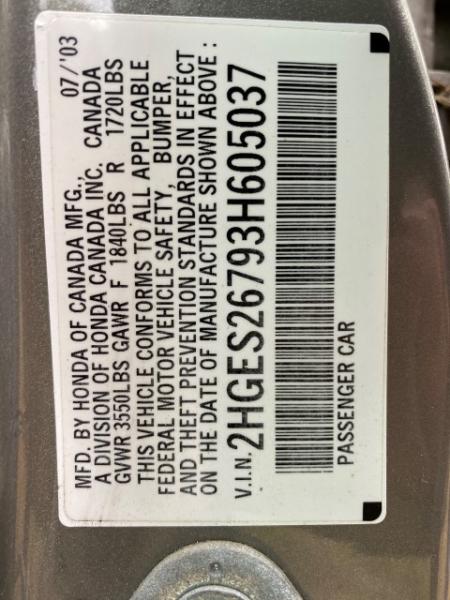 MFD. BY HONDA OF CANADA MFG., 07/'03
A DIVISION OF HONDA CANADA INC. CANADA
GVWR 3550LBS GAWR F 1840LBS R 1720LBS
THIS VEHICLE CONFORMS TO ALL APPLICABLE
FEDERAL MOTOR VEHICLE SAFETY, BUMPER,
AND THEFT PREVENTION STANDARDS IN EFFECT
ON THE DATE OF MANUFACTURE SHOWN ABOVE :
V.I.N. 2HGES26793H605037
PASSENGER CAR